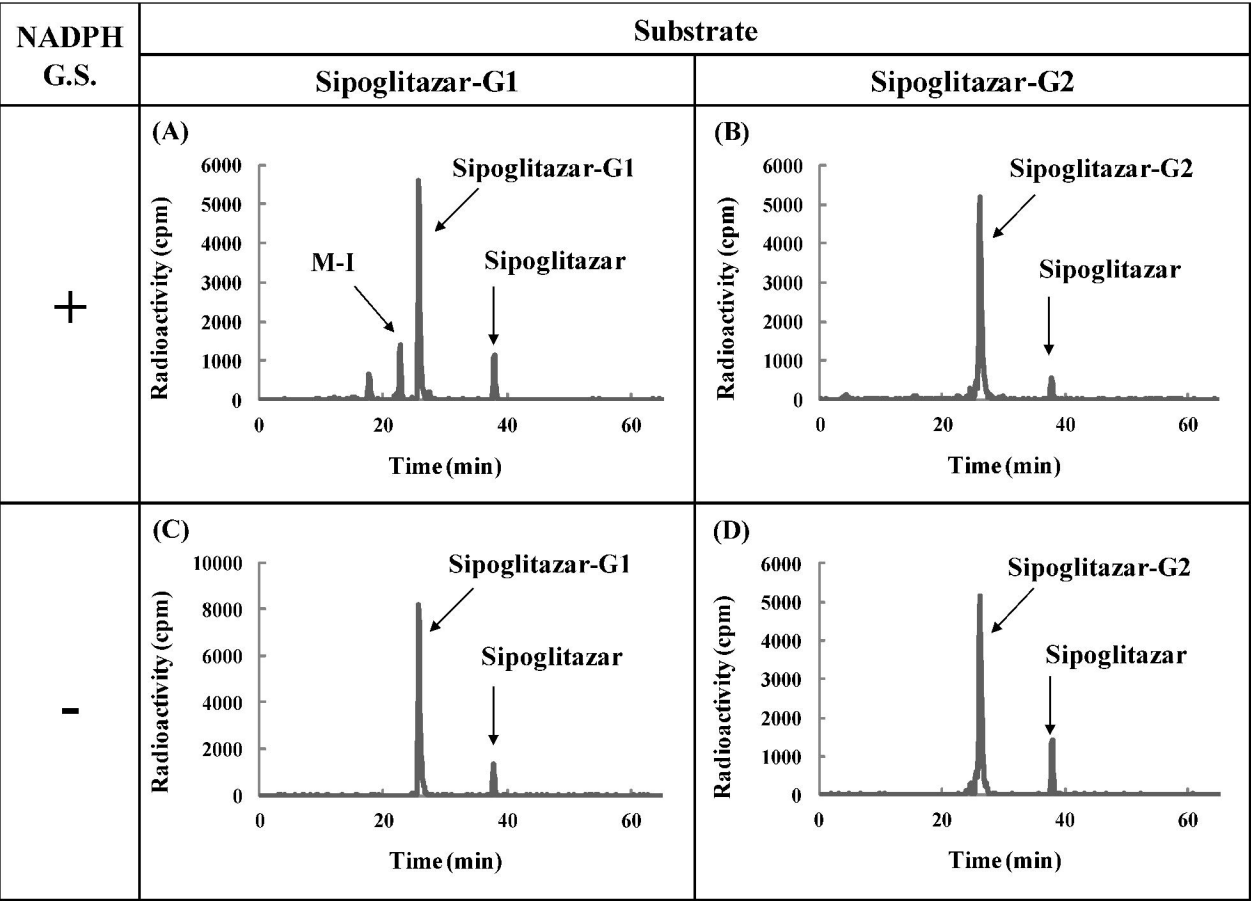 NADPH
G.S.
Substrate
Sipoglitazar-G1
Sipoglitazar-G2
+
(A)
Sipoglitazar-G1
M-I
Sipoglitazar
Radioactivity (cpm)
6000
5000
4000
3000
2000
1000
0
0
20
40
60
Time (min)
(B)
Sipoglitazar-G2
Sipoglitazar
Radioactivity (cpm)
6000
5000
4000
3000
2000
1000
0
0
20
40
60
Time (min)
-
(C)
Sipoglitazar-G1
Sipoglitazar
Radioactivity (cpm)
10000
8000
6000
4000
2000
0
0
20
40
60
Time (min)
(D)
Sipoglitazar-G2
Sipoglitazar
Radioactivity (cpm)
6000
5000
4000
3000
2000
1000
0
0
20
40
60
Time (min)